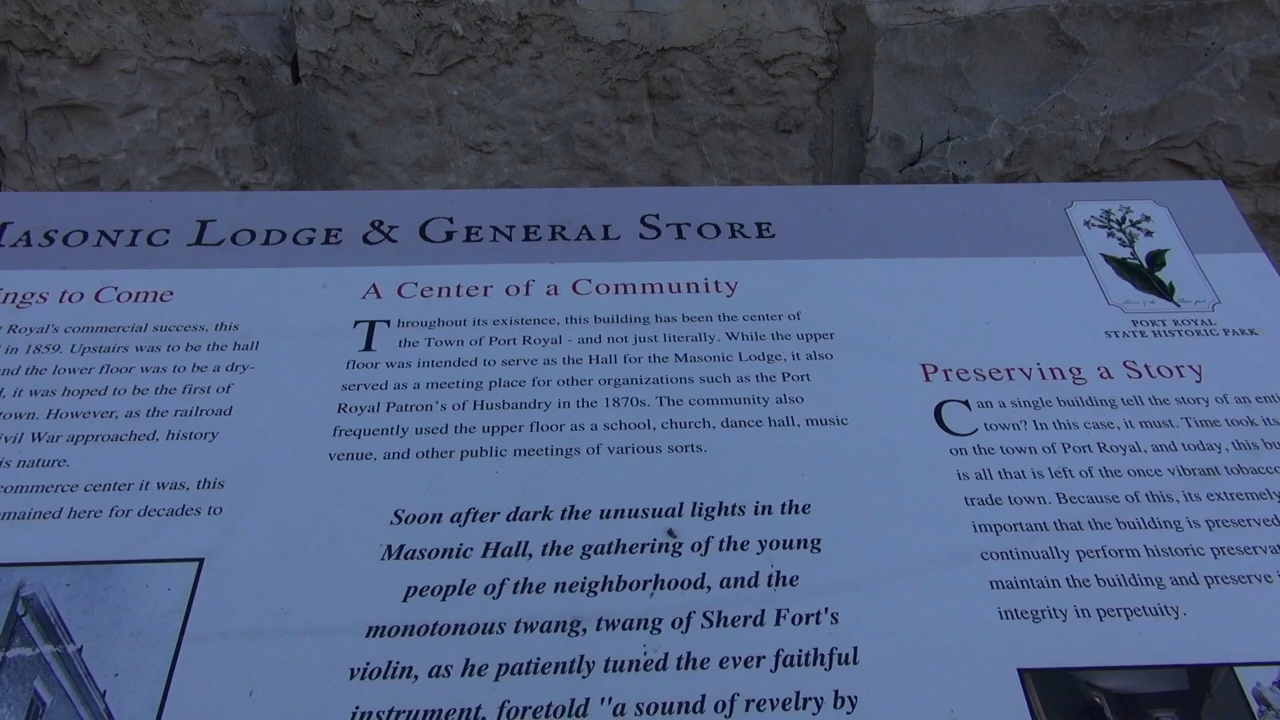 MASONIC LODGE & GENERAL STORE
ings to Come
Royal's commercial success, this
in 1859. Upstairs was to be the hall
and the lower floor was to be a dry-
it was hoped to be the first of
town. However, as the railroad
Civil War approached, history
is nature.
commerce center it was, this
remained here for decades to
A Center of a Community
Throughout its existence, this building has been the center of
the Town of Port Royal - and not just literally. While the upper
floor was intended to serve as the Hall for the Masonic Lodge, it also
served as a meeting place for other organizations such as the Port
Royal Patron's of Husbandry in the 1870s. The community also
frequently used the upper floor as a school, church, dance hall, music
venue, and other public meetings of various sorts.
Soon after dark the unusual lights in the
Masonic Hall, the gathering of the young
people of the neighborhood, and the
monotonous twang, twang of Sherd Fort's
violin, as he patiently tuned the ever faithful
instrument, foretold "a sound of revelry by
PORT ROYAL
STATE HISTORIC PARK
Preserving a Story
Can a single building tell the story of an ent
town? In this case, it must. Time took its
on the town of Port Royal, and today, this bu
is all that is left of the once vibrant tobacco
trade town. Because of this, its extremely
important that the building is preserved
continually perform historic preserva
maintain the building and preserve
integrity in perpetuity.